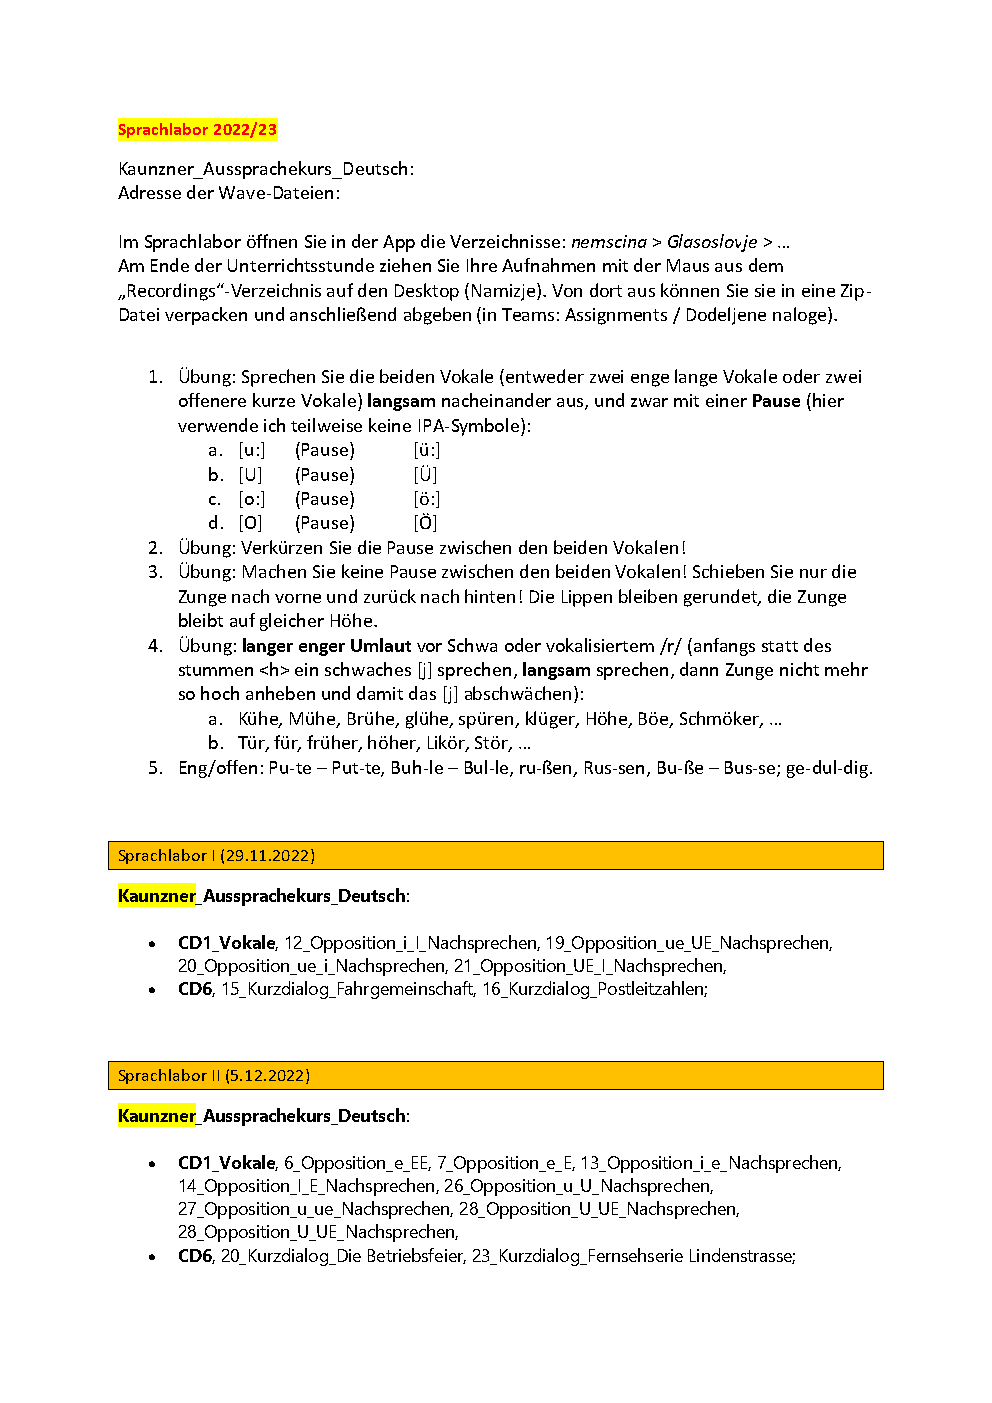 Sprachlabor 2022/23
Kaunzner_Aussprachekurs_Deutsch:
Adresse der Wave-Dateien:
Im Sprachlabor öffnen Sie in der App die Verzeichnisse: nemscina > Glasoslovje > …
Am Ende der Unterrichtsstunde ziehen Sie Ihre Aufnahmen mit der Maus aus dem
„Recordings“-Verzeichnis auf den Desktop (Namizje). Von dort aus können Sie sie in eine Zip-
Datei verpacken und anschließend abgeben (in Teams: Assignments / Dodeljene naloge).
1. Übung: Sprechen Sie die beiden Vokale (entweder zwei enge lange Vokale oder zwei
offenere kurze Vokale) langsam nacheinander aus, und zwar mit einer Pause (hier
verwende ich teilweise keine IPA-Symbole):
a. [u:] (Pause) [ü:]
b. [U] (Pause) [Ü]
c. [o:] (Pause) [ö:]
d. [O] (Pause) [Ö]
2. Übung: Verkürzen Sie die Pause zwischen den beiden Vokalen!
3. Übung: Machen Sie keine Pause zwischen den beiden Vokalen! Schieben Sie nur die
Zunge nach vorne und zurück nach hinten! Die Lippen bleiben gerundet, die Zunge
bleibt auf gleicher Höhe.
4. Übung: langer enger Umlaut vor Schwa oder vokalisiertem /r/ (anfangs statt des
stummen <h> ein schwaches [j] sprechen, langsam sprechen, dann Zunge nicht mehr
so hoch anheben und damit das [j] abschwächen):
a. Kühe, Mühe, Brühe, glühe, spüren, klüger, Höhe, Böe, Schmöker, …
b. Tür, für, früher, höher, Likör, Stör, …
5. Eng/offen: Pu-te – Put-te, Buh-le – Bul-le, ru-ßen, Rus-sen, Bu-ße – Bus-se; ge-dul-dig.
Sprachlabor I (29.11.2022)
Kaunzner_Aussprachekurs_Deutsch:
• CD1_Vokale, 12_Opposition_i_I_Nachsprechen, 19_Opposition_ue_UE_Nachsprechen,
20_Opposition_ue_i_Nachsprechen, 21_Opposition_UE_I_Nachsprechen,
• CD6, 15_Kurzdialog_Fahrgemeinschaft, 16_Kurzdialog_Postleitzahlen;
Sprachlabor II (5.12.2022)
Kaunzner_Aussprachekurs_Deutsch:
• CD1_Vokale, 6_Opposition_e_EE, 7_Opposition_e_E, 13_Opposition_i_e_Nachsprechen,
14_Opposition_I_E_Nachsprechen, 26_Opposition_u_U_Nachsprechen,
27_Opposition_u_ue_Nachsprechen, 28_Opposition_U_UE_Nachsprechen,
28_Opposition_U_UE_Nachsprechen,
• CD6, 20_Kurzdialog_Die Betriebsfeier, 23_Kurzdialog_Fernsehserie Lindenstrasse;